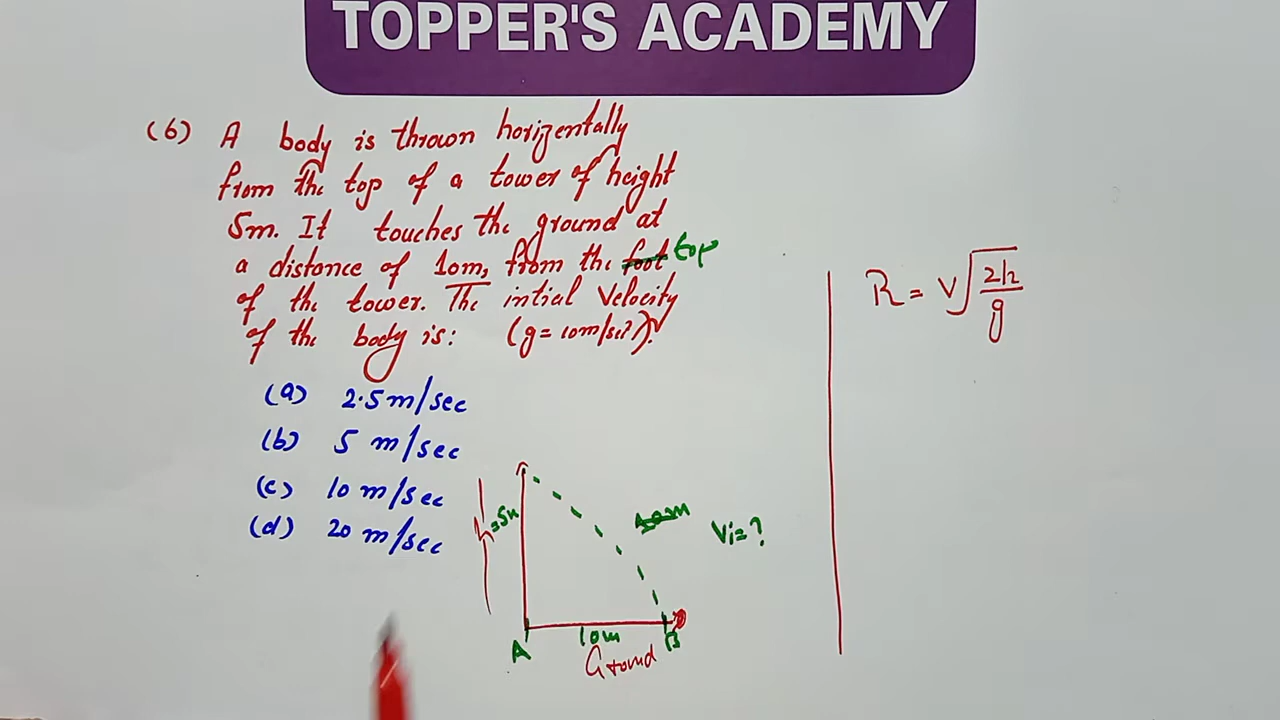 TOPPER'S ACADEMY
(6) A body is thrown horizentally
from the top of a tower of height
5m. It touches the ground at
a distance of 10m, from the foot top
of the tower. The intial velocity
of the body is: (g = 10m/sec²).
(a) 2.5m/sec
(b) 5 m/sec
(c) 10 m/sec
(d) 20 m/sec
h=5m
Vi=?
A 10m B
Ground
R = V√2h/g